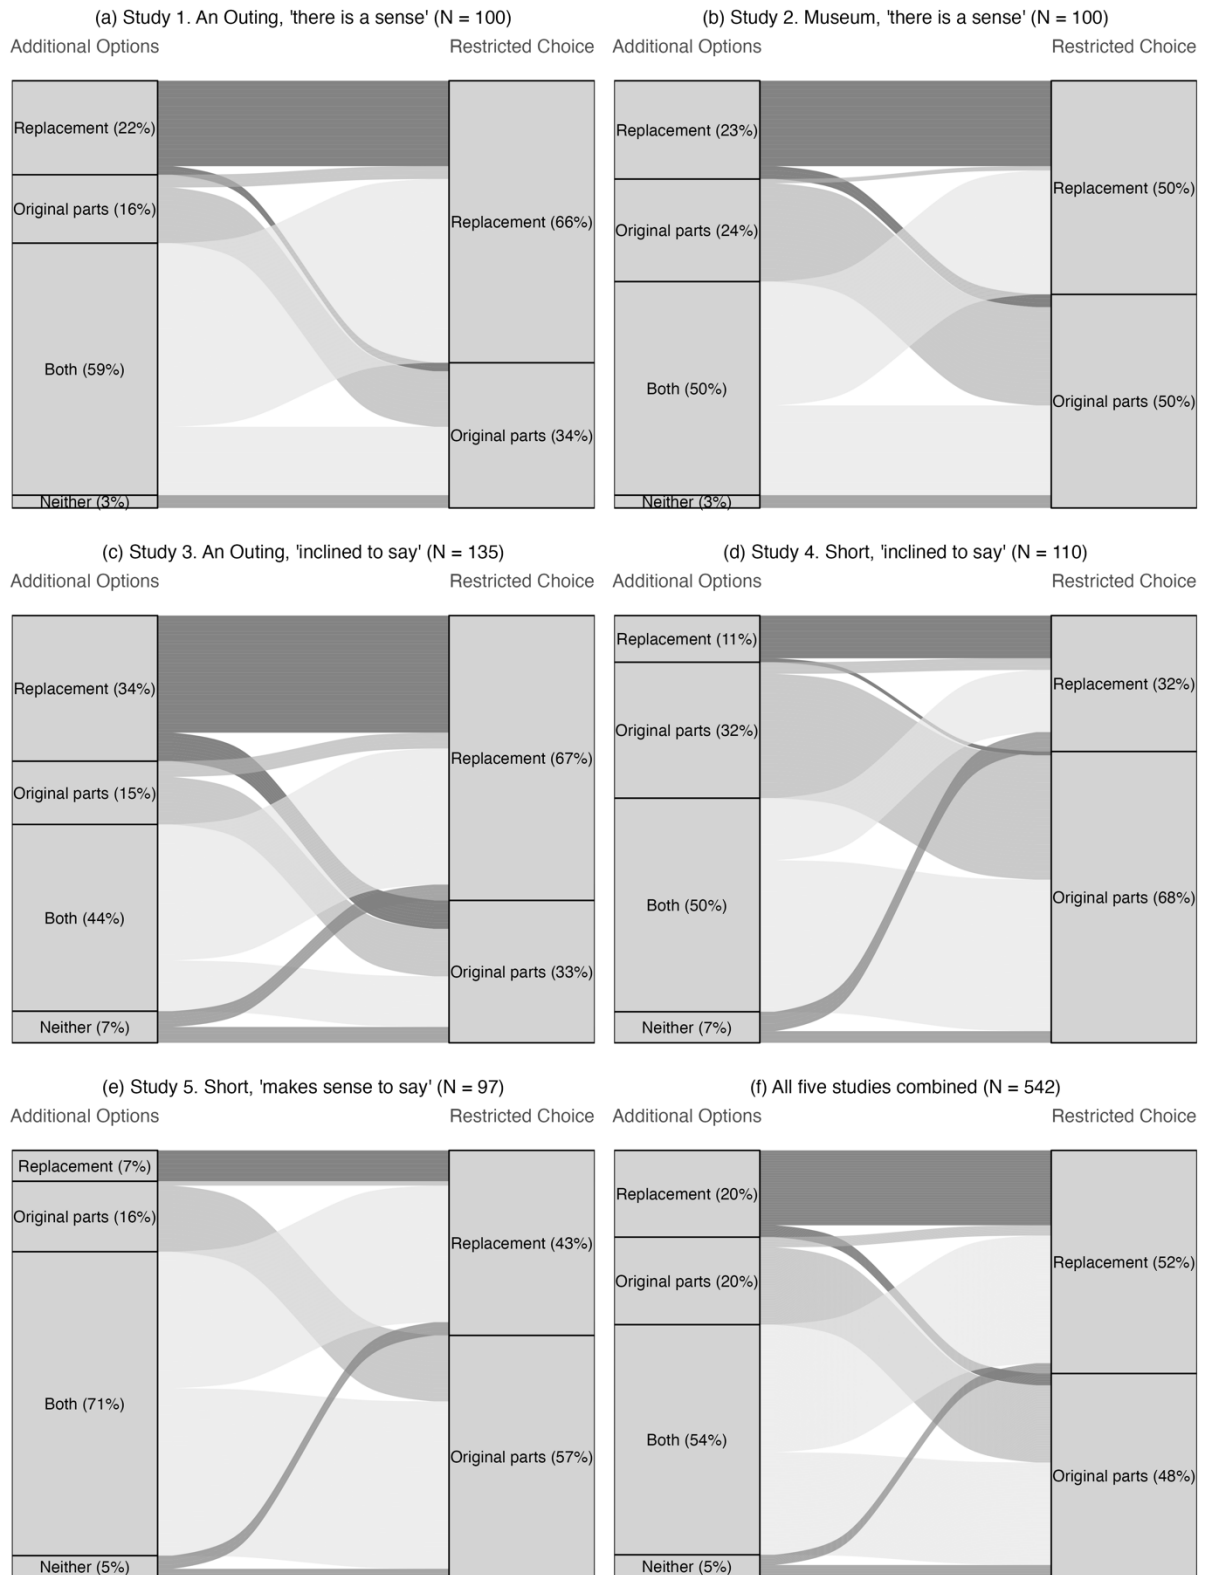 (a) Study 1. An Outing, 'there is a sense' (N = 100)
Additional Options
Restricted Choice
Replacement (22%)
Original parts (16%)
Both (59%)
Neither (3%)
Replacement (66%)
Original parts (34%)
(b) Study 2. Museum, 'there is a sense' (N = 100)
Additional Options
Restricted Choice
Replacement (23%)
Original parts (24%)
Both (50%)
Neither (3%)
Replacement (50%)
Original parts (50%)
(c) Study 3. An Outing, 'inclined to say' (N = 135)
Additional Options
Restricted Choice
Replacement (34%)
Original parts (15%)
Both (44%)
Neither (7%)
Replacement (67%)
Original parts (33%)
(d) Study 4. Short, 'inclined to say' (N = 110)
Additional Options
Restricted Choice
Replacement (11%)
Original parts (32%)
Both (50%)
Neither (7%)
Replacement (32%)
Original parts (68%)
(e) Study 5. Short, 'makes sense to say' (N = 97)
Additional Options
Restricted Choice
Replacement (7%)
Original parts (16%)
Both (71%)
Neither (5%)
Replacement (43%)
Original parts (57%)
(f) All five studies combined (N = 542)
Additional Options
Restricted Choice
Replacement (20%)
Original parts (20%)
Both (54%)
Neither (5%)
Replacement (52%)
Original parts (48%)